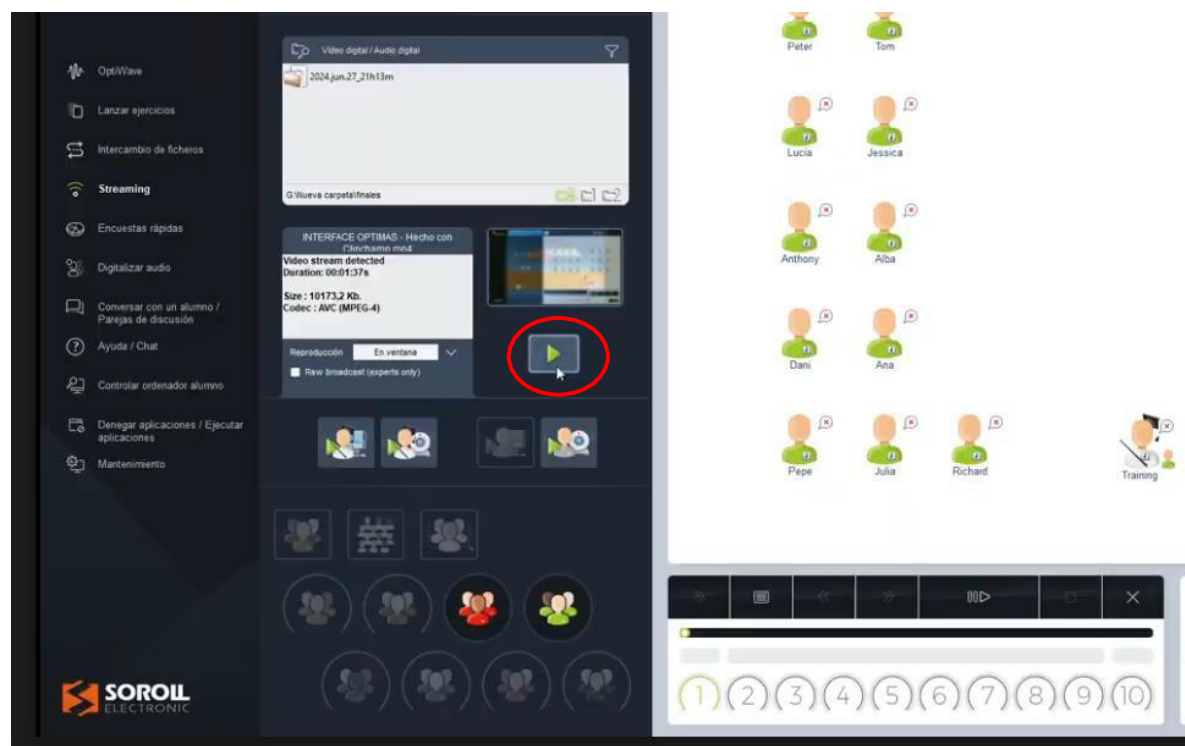 OptiWave
Lanzar ejercicios
Intercambio de ficheros
Streaming
Encuestas rápidas
Digitalizar audio
Conversar con un alumno /
Parejas de discusión
Ayuda / Chat
Controlar ordenador alumno
Denegar aplicaciones / Ejecutar
aplicaciones
Mantenimiento
SOROLL
ELECTRONIC
Vídeo digital / Audio digital
2024.jun.27_21h13m
G:\Nueva carpeta\finales
INTERFACE OPTIMAS - Hecho con
Clipchamp.mp4
Video stream detected
Duration: 00:01:37s
Size : 10173,2 Kb.
Codec : AVC (MPEG-4)
Reproducción En ventana
Raw broadcast (experts only)
Peter Tom
Lucía Jessica
Anthony Alba
Dani Ana
Pepe Julia Richard Training
1 2 3 4 5 6 7 8 9 10